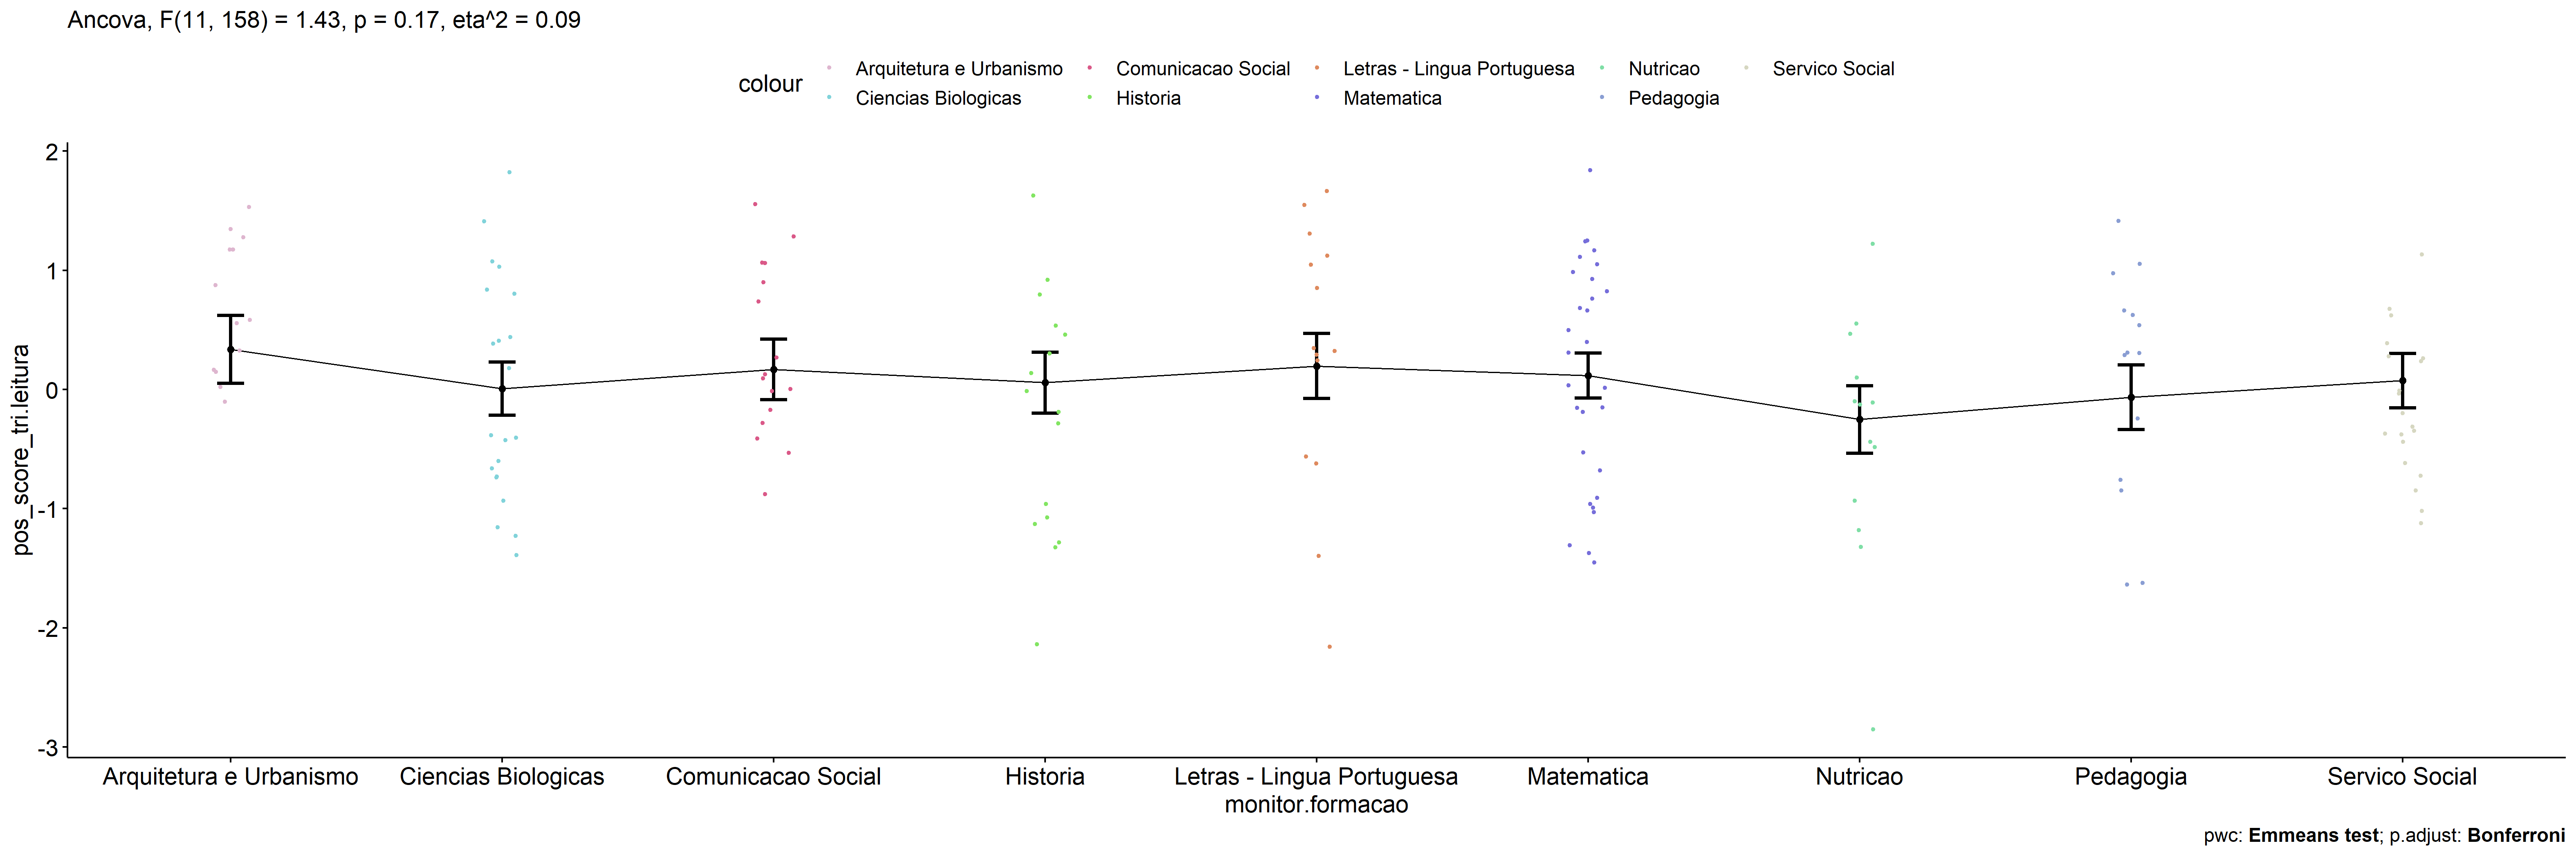 Ancova, F(11, 158) = 1.43, p = 0.17, eta^2 = 0.09
colour
Arquitetura e Urbanismo
Comunicacao Social
Letras - Lingua Portuguesa
Nutricao
Servico Social
Ciencias Biologicas
Historia
Matematica
Pedagogia
pos_score_tri.leitura
2
1
0
-1
-2
-3
Arquitetura e Urbanismo
Ciencias Biologicas
Comunicacao Social
Historia
Letras - Lingua Portuguesa
Matematica
Nutricao
Pedagogia
Servico Social
monitor.formacao
pwc: Emmeans test; p.adjust: Bonferroni